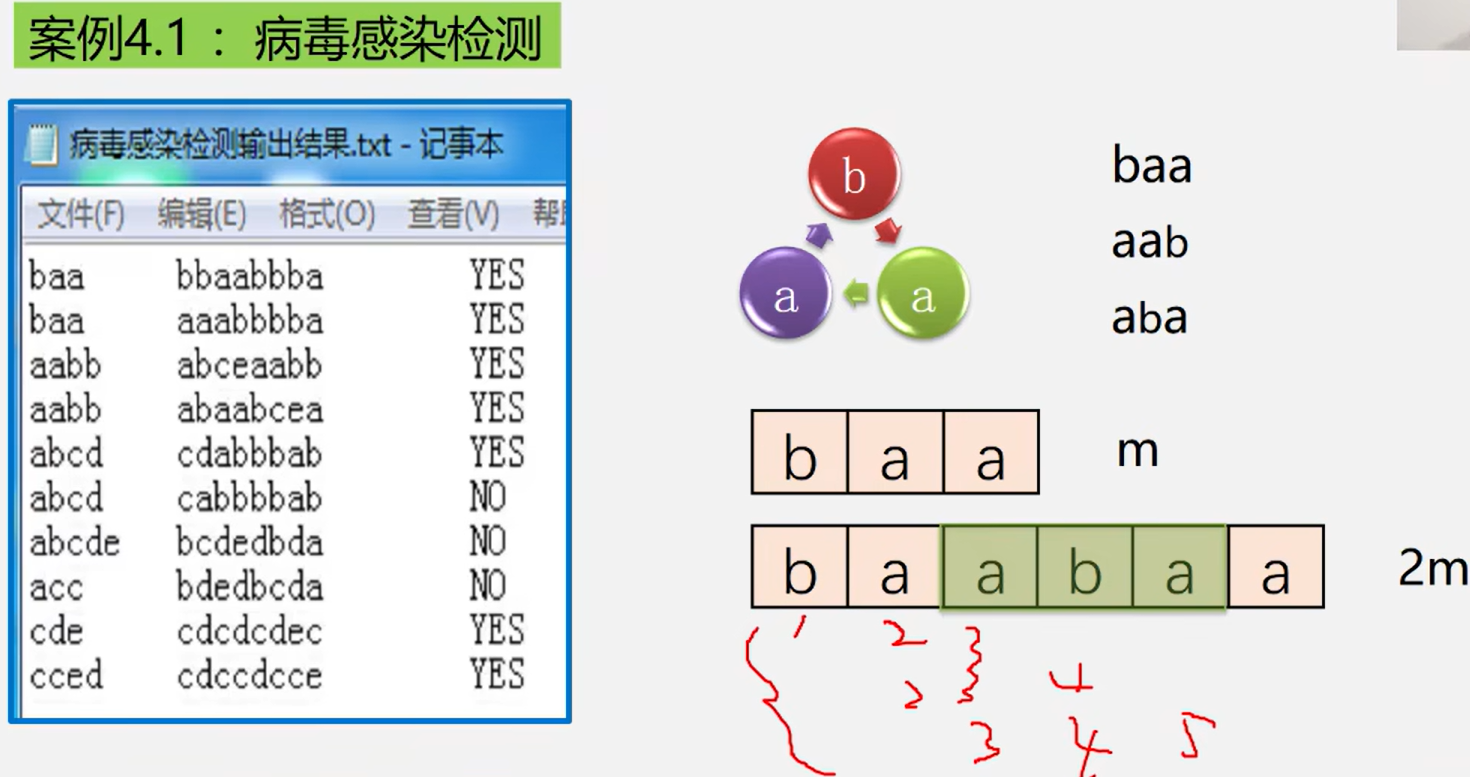 案例4.1 ：病毒感染检测
病毒感染检测输出结果.txt - 记事本
文件(F) 编辑(E) 格式(O) 查看(V)
baa bbaabbba YES
baa aaabbbba YES
aabb abceaabb YES
aabb abaabcea YES
abcd cdabbbab YES
abcd cabbbbab NO
abcde bcdedbda NO
acc bdedbcda NO
cde cdcdcdec YES
cced cdccdcce YES
b
a a
baa
aab
aba
b a a m
b a a b a a 2m
1 2 3
2 3 4
3 4 5